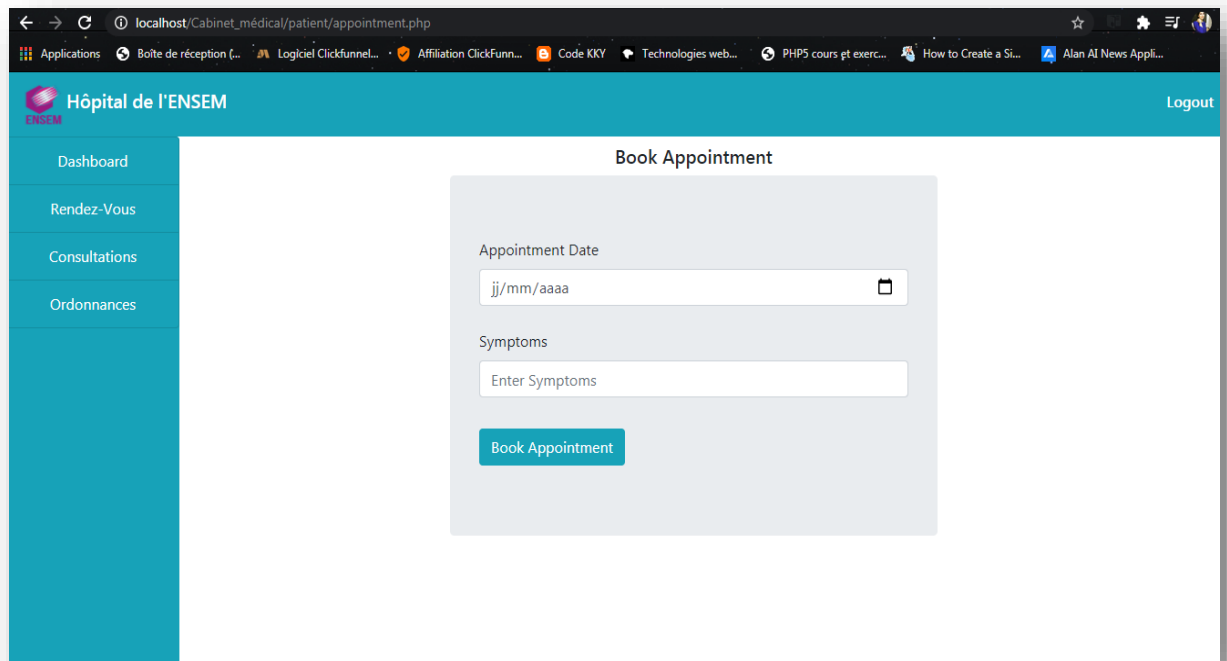 localhost/Cabinet_médical/patient/appointment.php
Applications Boîte de réception (... Logiciel Clickfunnel... Affiliation ClickFunn... Code KKY Technologies web... PHP5 cours et exerc... How to Create a Si... Alan AI News Appli...
ENSEM
Hôpital de l'ENSEM
Logout
Dashboard
Rendez-Vous
Consultations
Ordonnances
Book Appointment
Appointment Date
jj/mm/aaaa
Symptoms
Enter Symptoms
Book Appointment